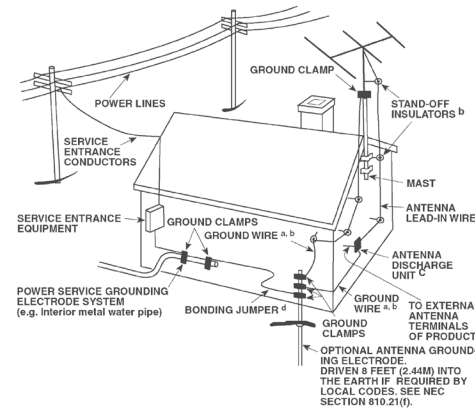 GROUND CLAMP
POWER LINES
STAND-OFF
INSULATORS b
SERVICE
ENTRANCE
CONDUCTORS
MAST
ANTENNA
LEAD-IN WIRE
SERVICE ENTRANCE
EQUIPMENT
GROUND CLAMPS
GROUND WIRE a, b
ANTENNA
DISCHARGE
UNIT C
POWER SERVICE GROUNDING
ELECTRODE SYSTEM
(e.g. Interior metal water pipe)
BONDING JUMPER d
GROUND
WIRE a, b
TO EXTERNA
ANTENNA
TERMINALS
OF PRODUCT
GROUND
CLAMPS
OPTIONAL ANTENNA GROUND-
ING ELECTRODE.
DRIVEN 8 FEET (2.44M) INTO
THE EARTH IF REQUIRED BY
LOCAL CODES. SEE NEC
SECTION 810.21(f).